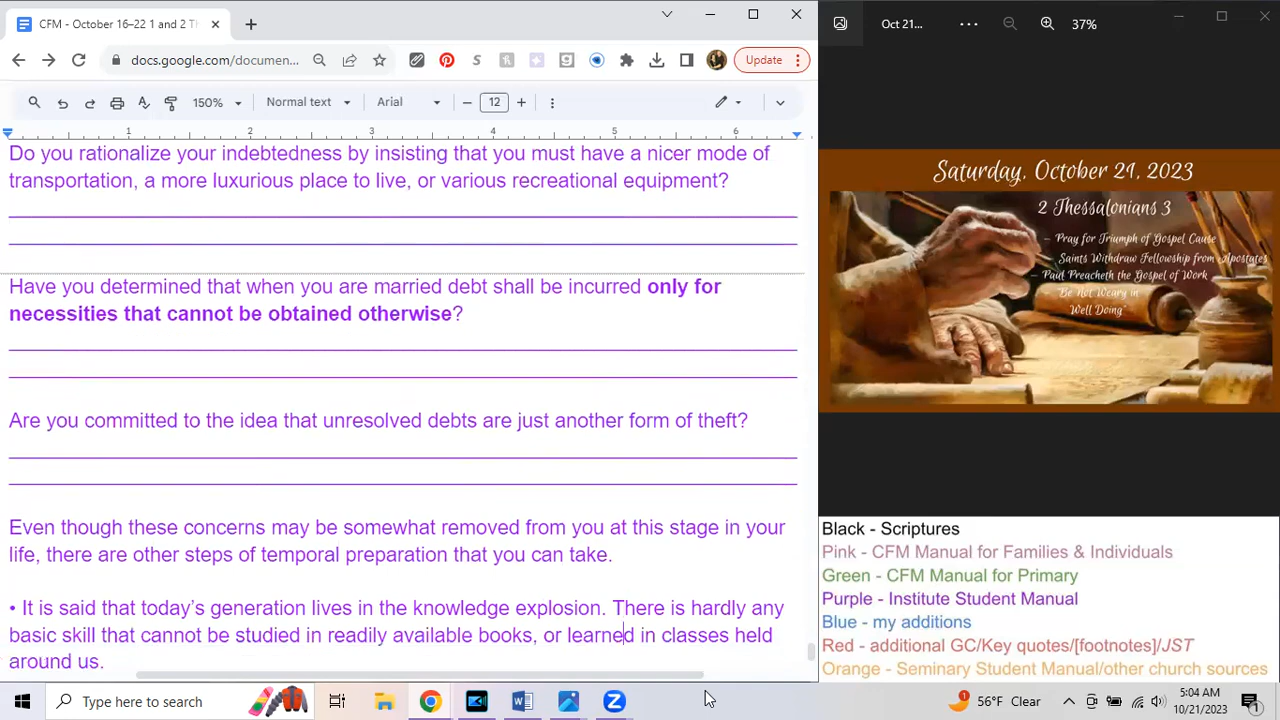 CFM – October 16–22 1 and 2 Th
docs.google.com/documen...
Update
150%
Normal text
Arial
12
1
2
3
4
5
6
Do you rationalize your indebtedness by insisting that you must have a nicer mode of
transportation, a more luxurious place to live, or various recreational equipment?
Have you determined that when you are married debt shall be incurred only for
necessities that cannot be obtained otherwise?
Are you committed to the idea that unresolved debts are just another form of theft?
Even though these concerns may be somewhat removed from you at this stage in your
life, there are other steps of temporal preparation that you can take.
• It is said that today's generation lives in the knowledge explosion. There is hardly any
basic skill that cannot be studied in readily available books, or learned in classes held
around us.
Oct 21...
37%
Saturday, October 21, 2023
2 Thessalonians 3
– Pray for Triumph of Gospel Cause
Saints Withdraw Fellowship from Apostates
– Paul Preacheth the Gospel of Work
– "Be Not Weary in
Well Doing"
Black - Scriptures
Pink - CFM Manual for Families & Individuals
Green - CFM Manual for Primary
Purple - Institute Student Manual
Blue - my additions
Red - additional GC/Key quotes/[footnotes]/JST
Orange - Seminary Student Manual/other church sources
Type here to search
1
56°F Clear
5:04 AM
10/21/2023
1